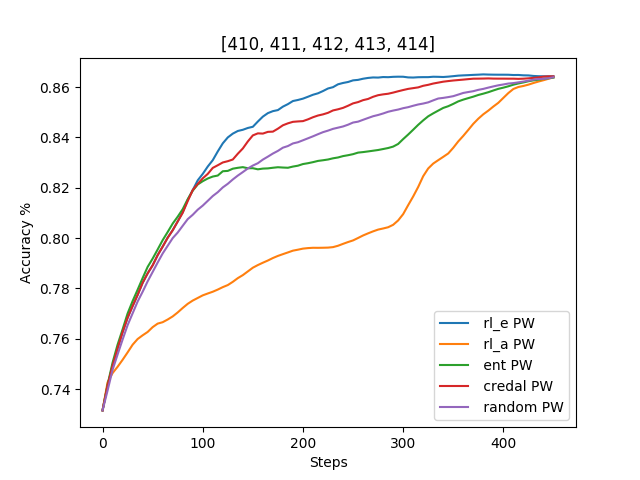 [410, 411, 412, 413, 414]
Accuracy %
0.86
0.84
0.82
0.80
0.78
0.76
0.74
0
100
200
300
400
Steps
rl_e PW
rl_a PW
ent PW
credal PW
random PW